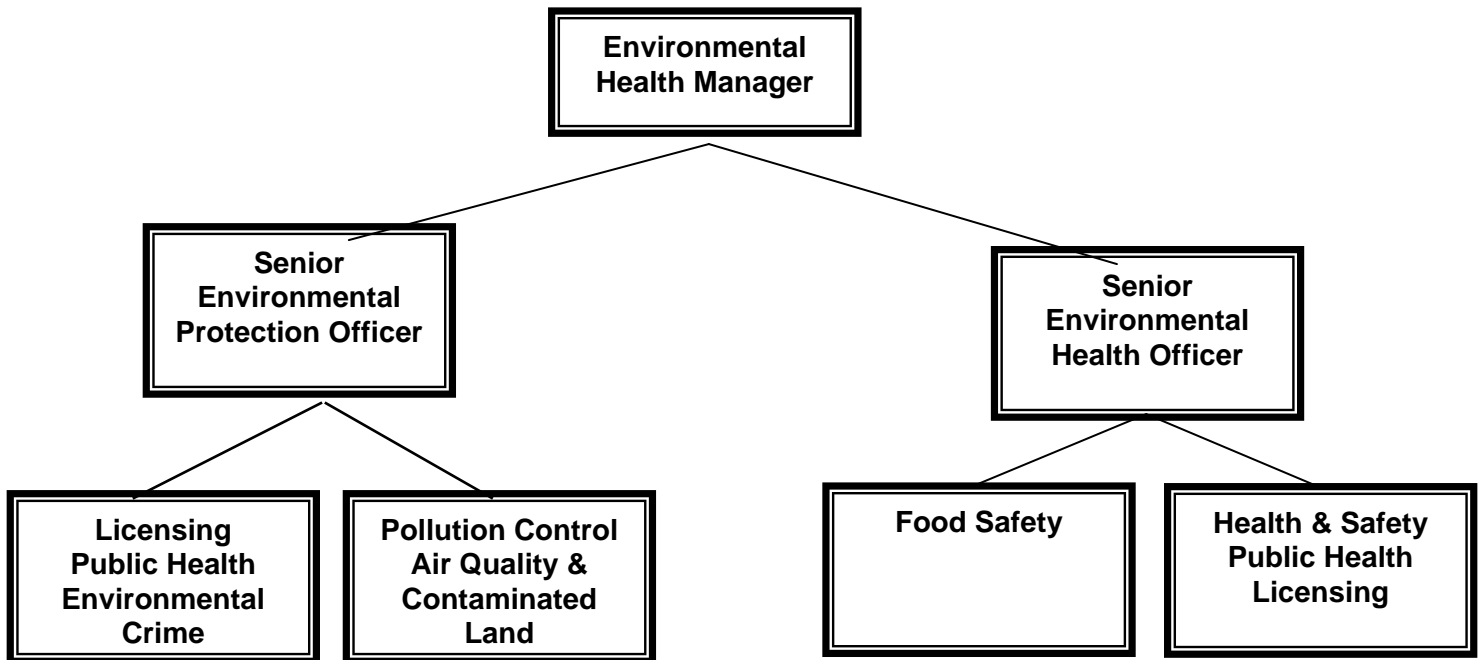 Environmental
Health Manager
Senior
Environmental
Protection Officer
Senior
Environmental
Health Officer
Licensing
Public Health
Environmental
Crime
Pollution Control
Air Quality &
Contaminated
Land
Food Safety
Health & Safety
Public Health
Licensing